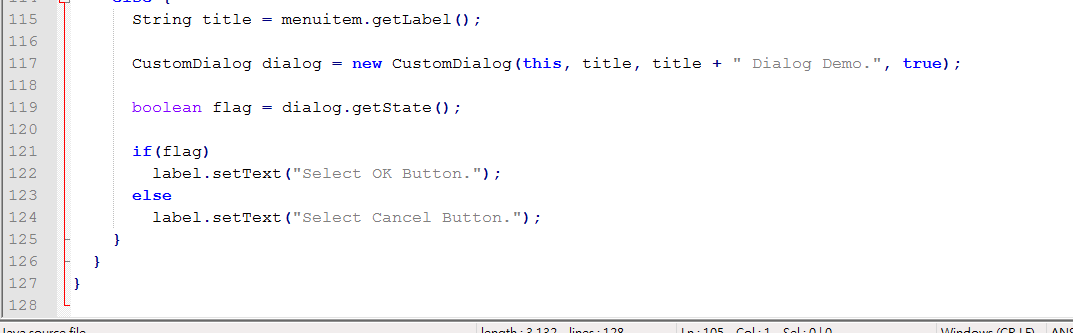 114 else {
115 String title = menuitem.getLabel();
116
117 CustomDialog dialog = new CustomDialog(this, title, title + " Dialog Demo.", true);
118
119 boolean flag = dialog.getState();
120
121 if(flag)
122 label.setText("Select OK Button.");
123 else
124 label.setText("Select Cancel Button.");
125 }
126 }
127 }
128
Java source file length : 3,132 lines : 128 Ln : 105 Col : 1 Sel : 0 | 0 Windows (CR LF) ANS